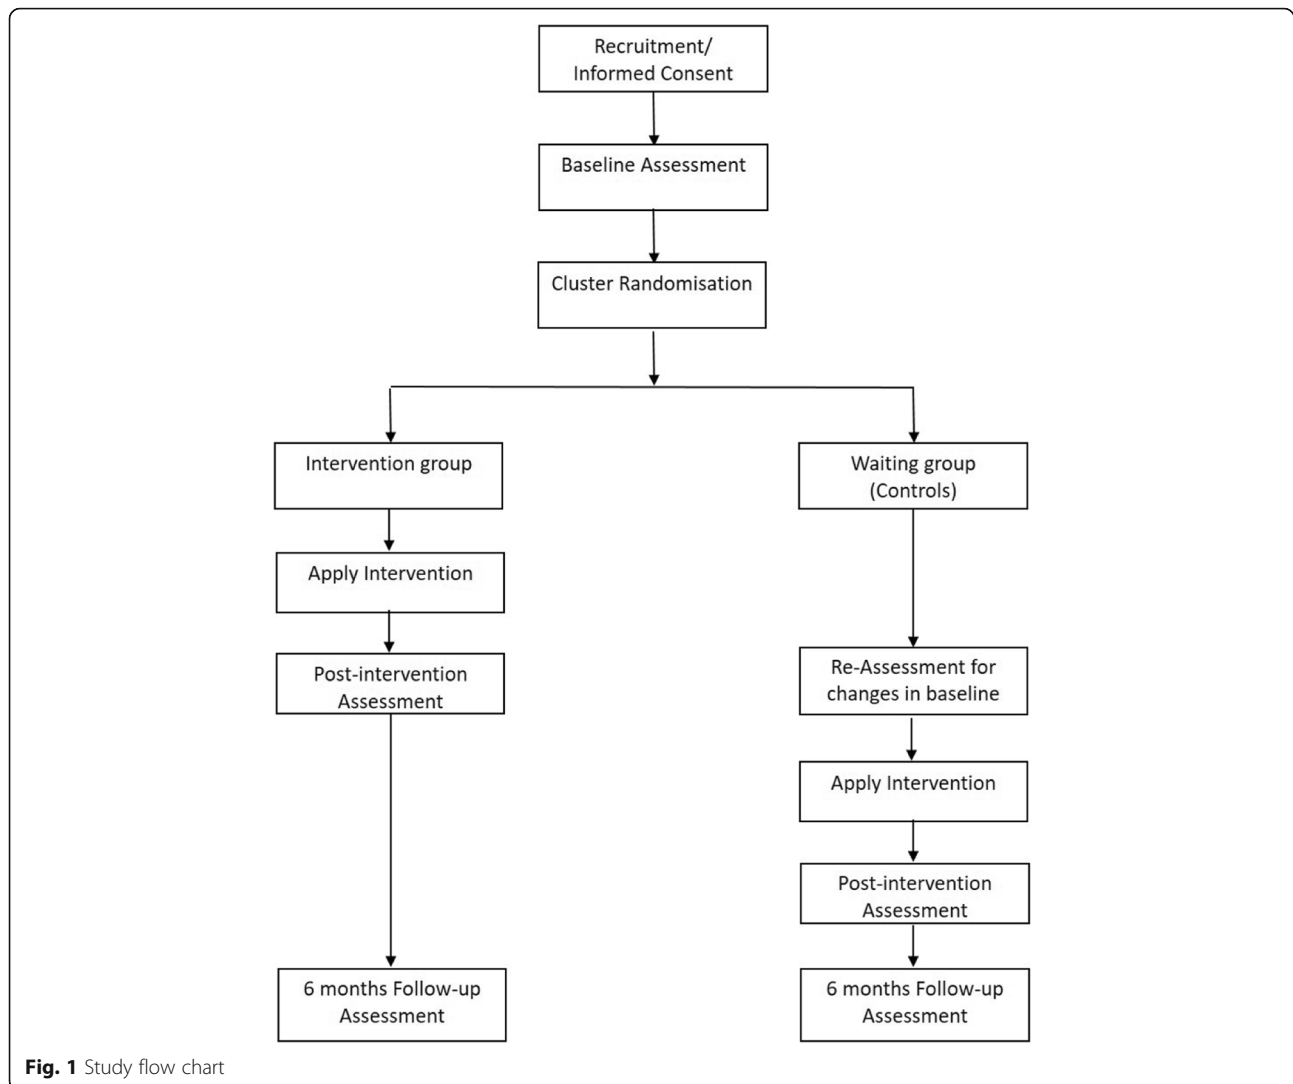 Recruitment/
Informed Consent
Baseline Assessment
Cluster Randomisation
Intervention group
Apply Intervention
Post-intervention
Assessment
6 months Follow-up
Assessment
Waiting group
(Controls)
Re-Assessment for
changes in baseline
Apply Intervention
Post-intervention
Assessment
6 months Follow-up
Assessment
Fig. 1 Study flow chart